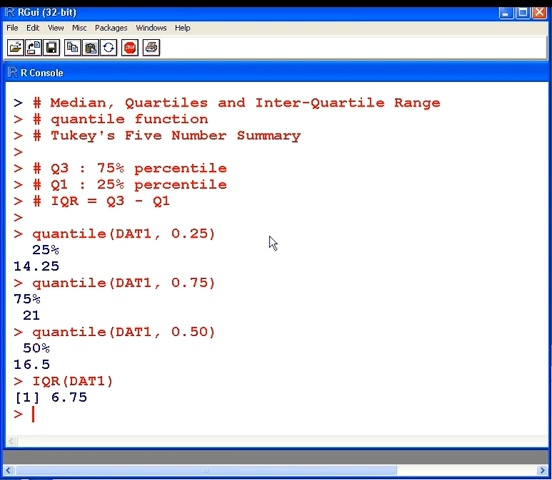 RGui (32-bit)
File Edit View Misc Packages Windows Help
STOP
R Console
> # Median, Quartiles and Inter-Quartile Range
> # quantile function
> # Tukey's Five Number Summary
>
> # Q3 : 75% percentile
> # Q1 : 25% percentile
> # IQR = Q3 - Q1
>
> quantile(DAT1, 0.25)
25%
14.25
> quantile(DAT1, 0.75)
75%
21
> quantile(DAT1, 0.50)
50%
16.5
> IQR(DAT1)
[1] 6.75
>